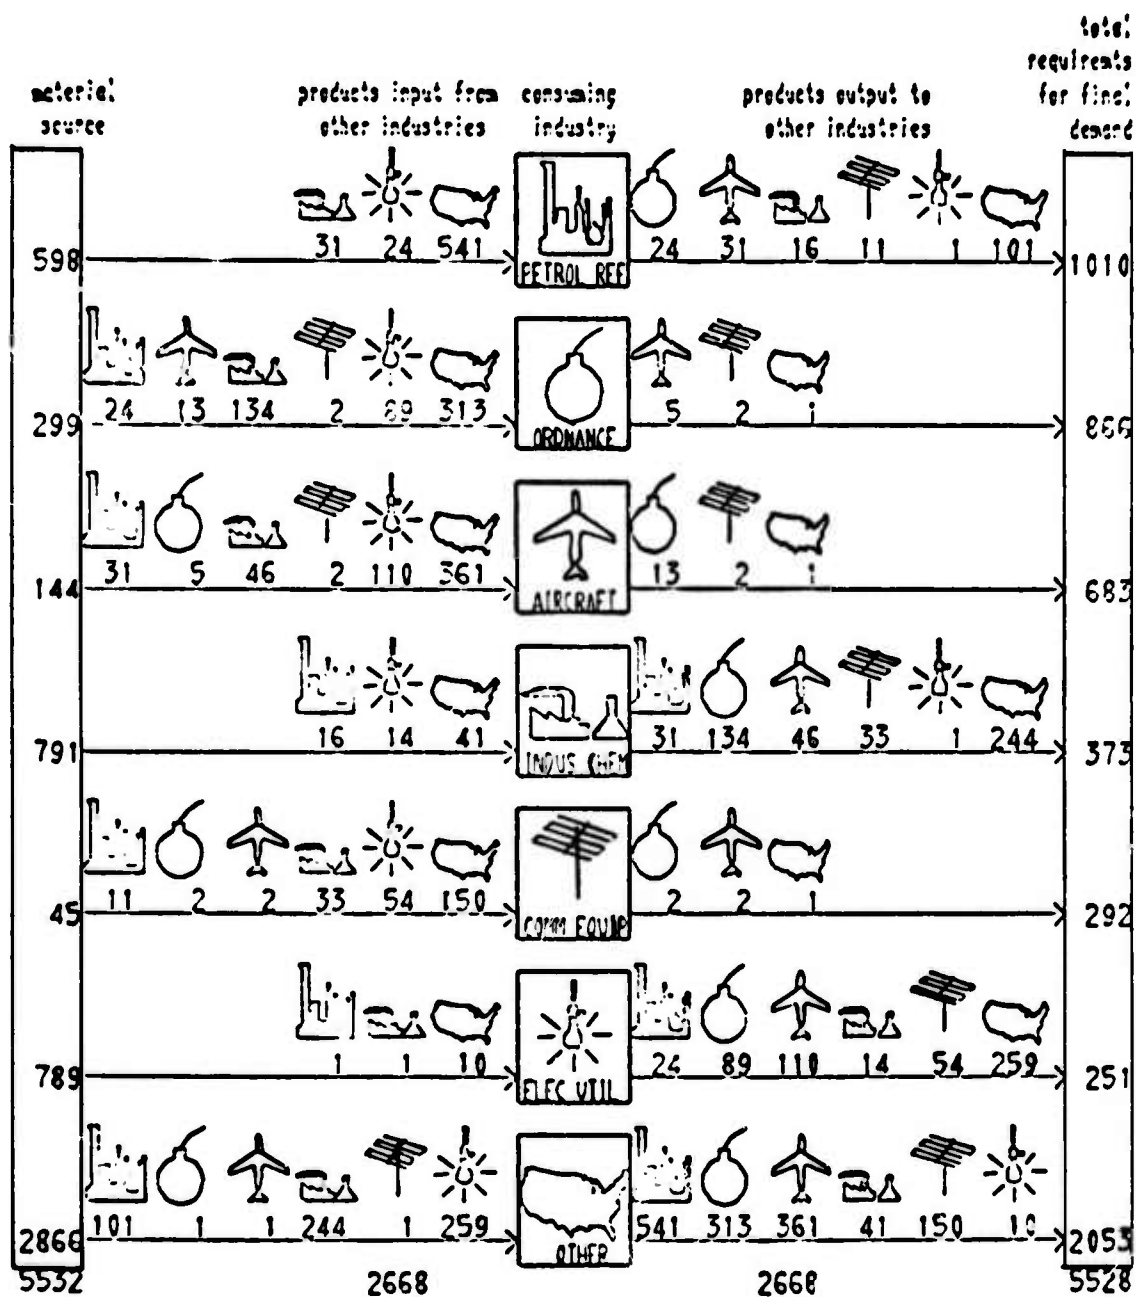 total
requiremts
material products input from consuming products output to for final
source other industries industry other industries demand
31 24 541 24 31 16 11 1 101
598 PETROL REF 1010
24 13 134 2 89 313 5 2 1
299 ORDNANCE 866
31 5 46 2 110 361 13 2 1
144 AIRCRAFT 683
16 14 41 31 134 46 33 1 244
791 INDUS CHEM 373
11 2 2 33 54 150 2 2 1
45 COMM EQUIP 292
1 1 10 24 89 110 14 54 259
789 ELEC UTIL 251
101 1 1 244 1 259 541 313 361 41 150 10
2866 OTHER 2053
5532 2668 2668 5528